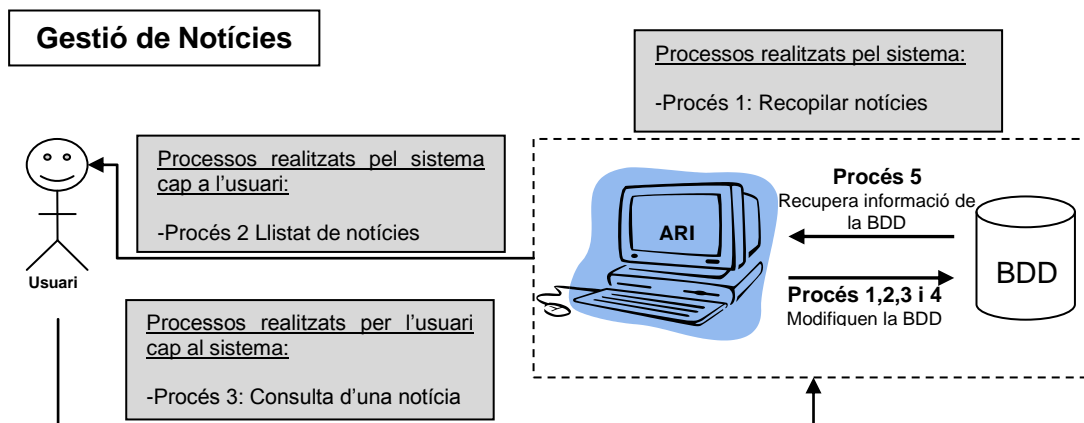 Gestió de Notícies
Processos realitzats pel sistema:
-Procés 1: Recopilar notícies
Processos realitzats pel sistema
cap a l'usuari:
-Procés 2 Llistat de notícies
Usuari
ARI
Procés 5
Recupera informació de
la BDD
BDD
Procés 1,2,3 i 4
Modifiquen la BDD
Processos realitzats per l'usuari
cap al sistema:
-Procés 3: Consulta d'una notícia